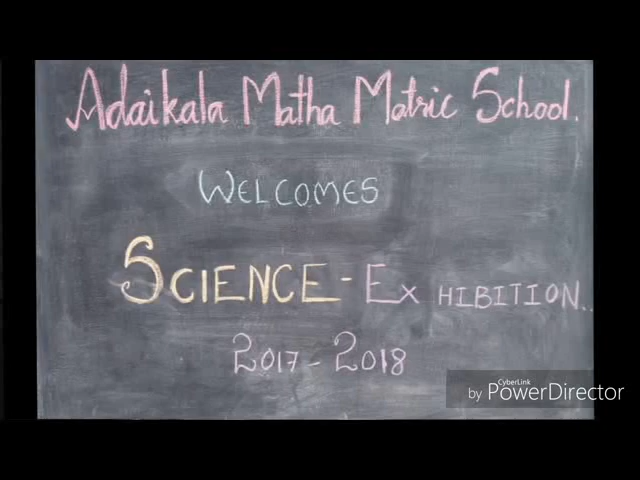 Adaikala Matha Matric School.
WELCOMES
SCIENCE - Ex HIBITION..
2017 - 2018
CyberLink
by PowerDirector